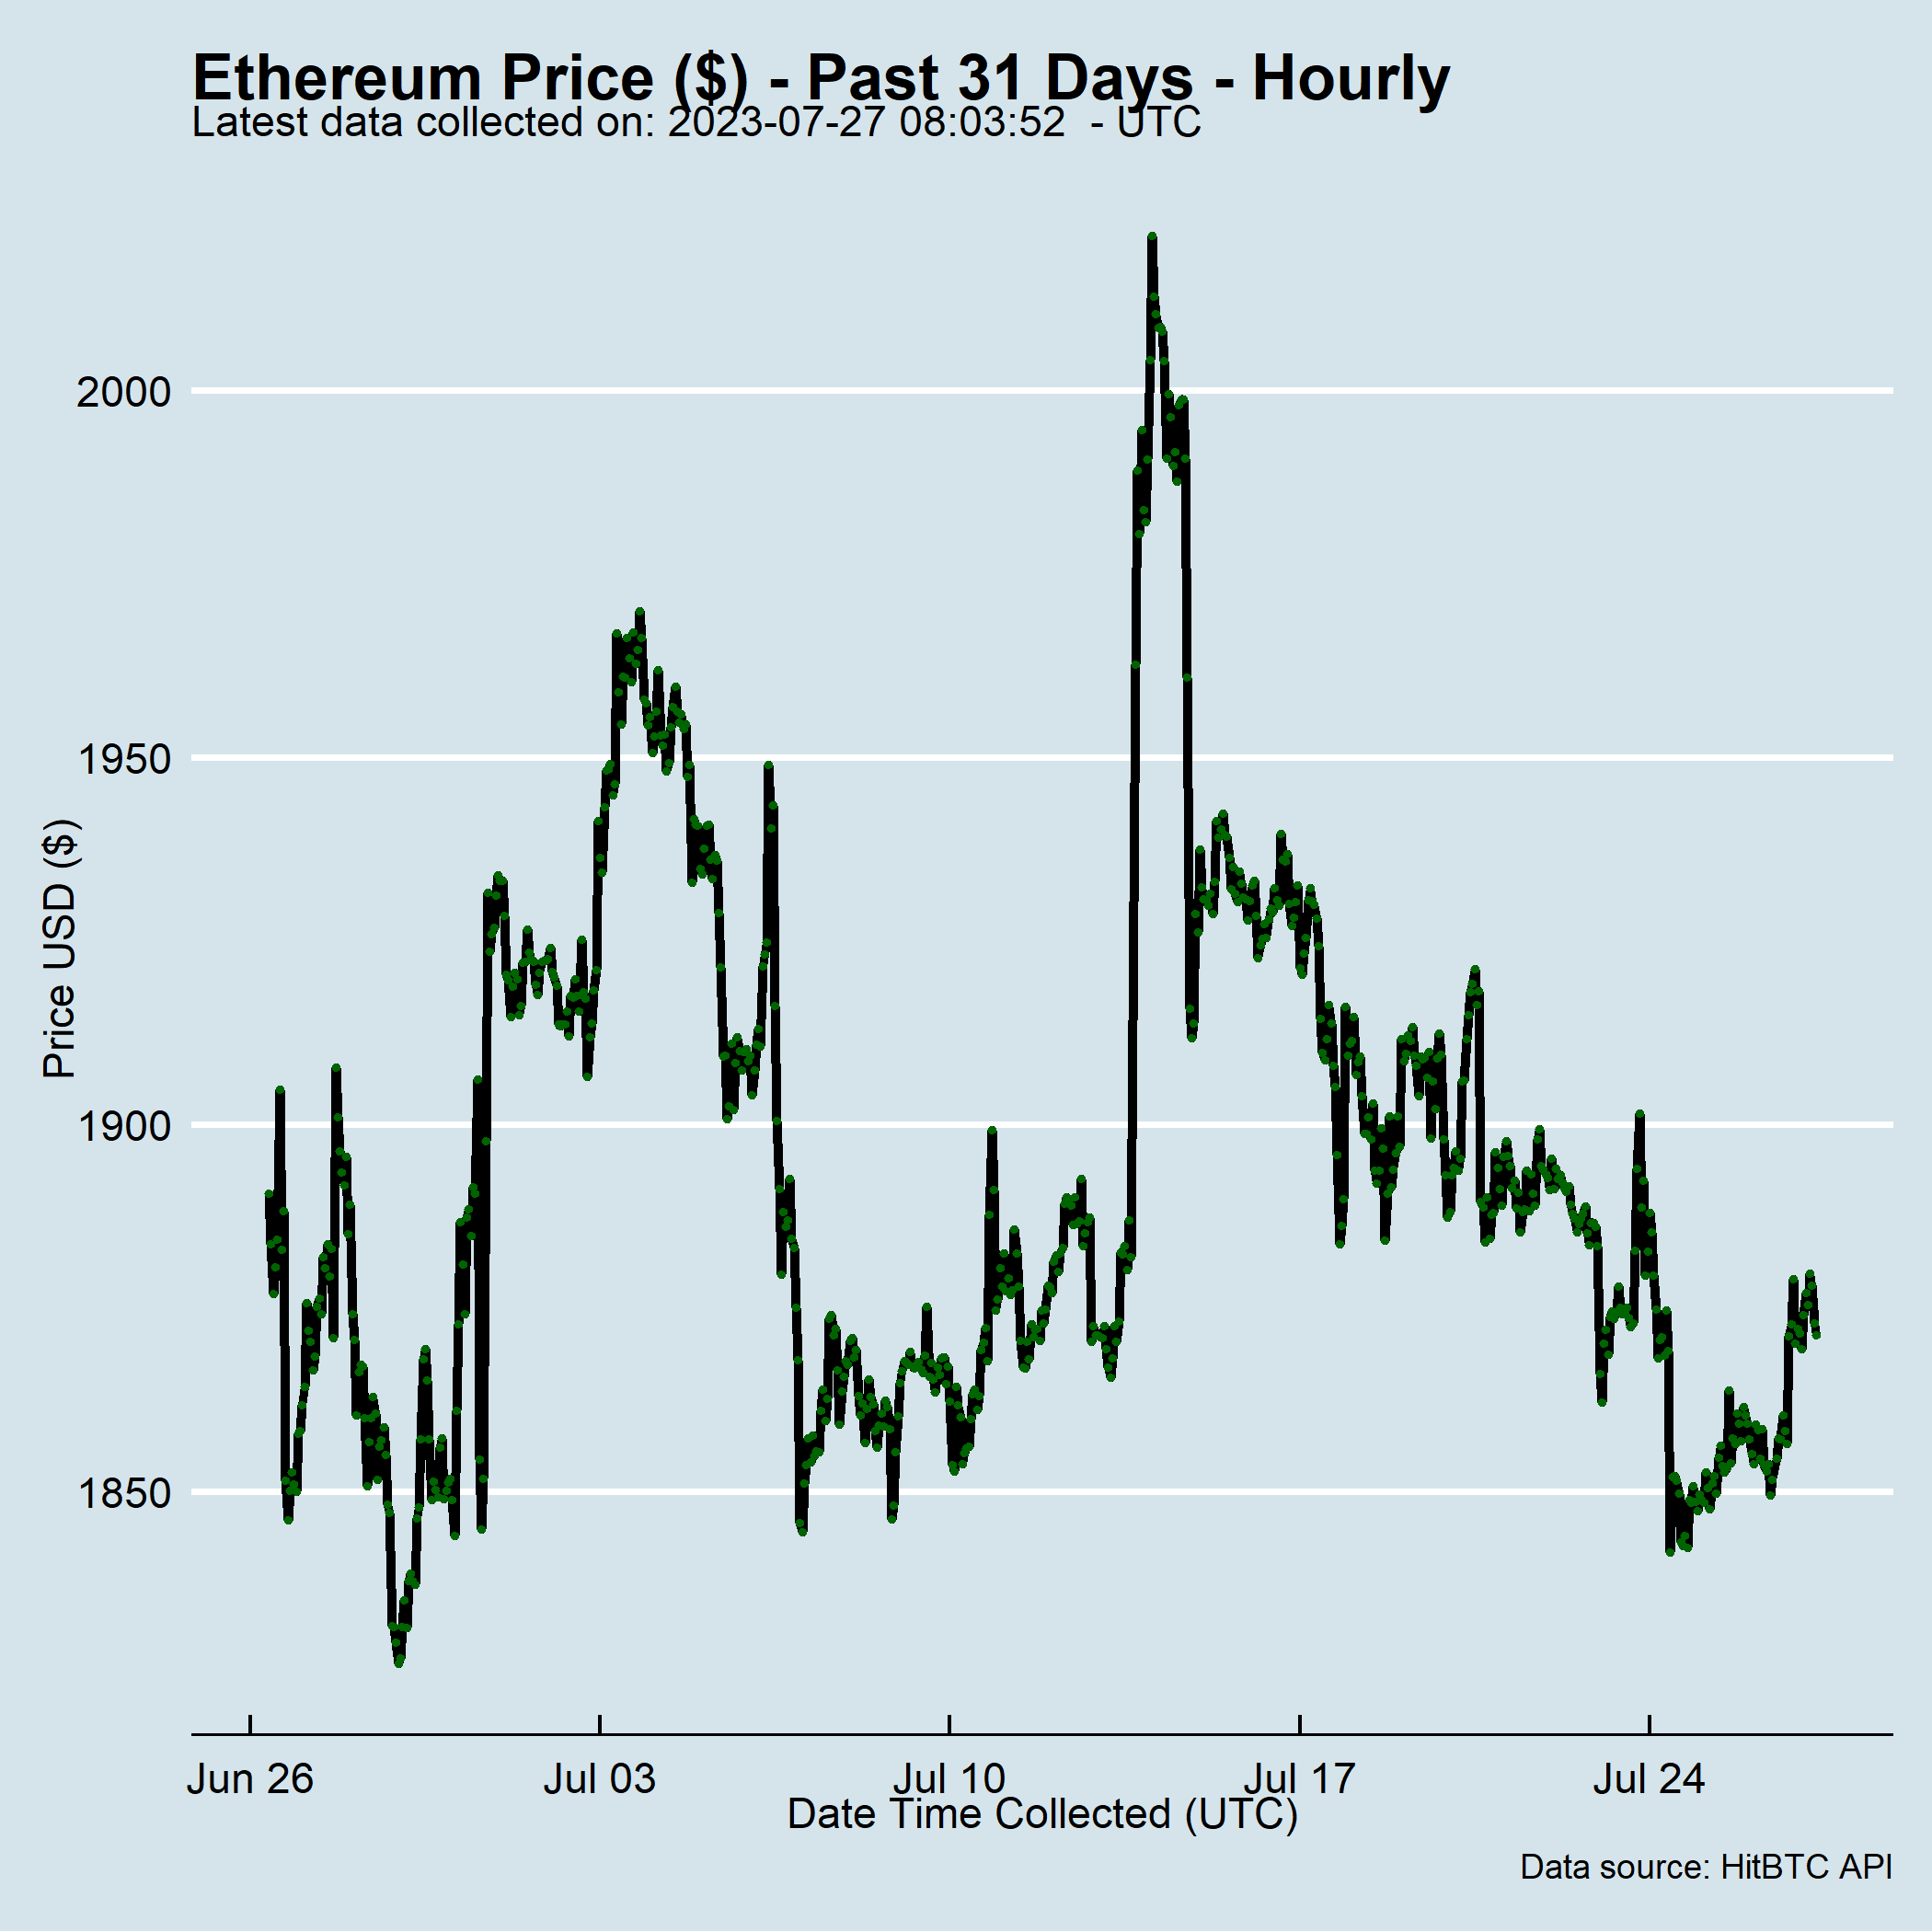 Ethereum Price ($) - Past 31 Days - Hourly
Latest data collected on: 2023-07-27 08:03:52  - UTC
Price USD ($)
2000
1950
1900
1850
Jun 26
Jul 03
Jul 10
Jul 17
Jul 24
Date Time Collected (UTC)
Data source: HitBTC API